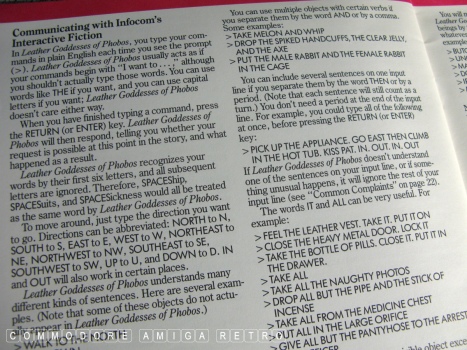 Communicating with Infocom's
Interactive Fiction
In Leather Goddesses of Phobos, you type your com-
mands in plain English each time you see the prompt
(>). Leather Goddesses of Phobos usually acts as if
your commands begin with "I want to . . . ," although
you shouldn't actually type those words. You can use
words like THE if you want, and you can use capital
letters if you want; Leather Goddesses of Phobos
doesn't care either way.
When you have finished typing a command, press
the RETURN (or ENTER) key. Leather Goddesses of
Phobos will then respond, telling you whether your
request is possible at this point in the story, and what
happened as a result.
Leather Goddesses of Phobos recognizes your
words by their first six letters, and all subsequent
letters are ignored. Therefore, SPACEShip,
SPACESuits, and SPACESickness would all be treated
as the same word by Leather Goddesses of Phobos.
To move around, just type the direction you want
to go. Directions can be abbreviated: NORTH to N,
SOUTH to S, EAST to E, WEST to W, NORTHEAST to
NE, NORTHWEST to NW, SOUTHEAST to SE,
SOUTHWEST to SW, UP to U, and DOWN to D. IN
and OUT will also work in certain places.
Leather Goddesses of Phobos understands many
different kinds of sentences. Here are several exam-
ples. (Note that some of these objects do not actu-
ally appear in Leather Goddesses of Phobos.)
> WALK TO THE NORTH
You can use multiple objects with certain verbs if
you separate them by the word AND or by a comma.
Some examples:
> TAKE MELON AND WHIP
> DROP THE SPIKED HANDCUFFS, THE CLEAR JELLY,
AND THE AXE
> PUT THE MALE RABBIT AND THE FEMALE RABBIT
IN THE CAGE
You can include several sentences on one input
line if you separate them by the word THEN or by a
period. (Note that each sentence will still count as a
turn.) You don't need a period at the end of the input
line. For example, you could type all of the following
at once, before pressing the RETURN (or ENTER)
key:
> PICK UP THE APPLIANCE. GO EAST THEN CLIMB
IN THE HOT TUB. KISS PAT. IN. OUT. IN. OUT
If Leather Goddesses of Phobos doesn't understand
one of the sentences on your input line, or if some-
thing unusual happens, it will ignore the rest of your
input line (see "Common Complaints" on page 22).
The words IT and ALL can be very useful. For
example:
> FEEL THE LEATHER VEST. TAKE IT. PUT IT ON
> CLOSE THE HEAVY METAL DOOR. LOCK IT
> TAKE THE BOTTLE OF PILLS. CLOSE IT. PUT IT IN
THE DRAWER.
> TAKE ALL
> TAKE ALL THE NAUGHTY PHOTOS
> DROP ALL BUT THE PIPE AND THE STICK OF
INCENSE
> TAKE ALL FROM THE MEDICINE CHEST
> PUT ALL IN THE LARGE ORIFICE
> GIVE ALL BUT THE PANTYHOSE TO THE ARREST
COMMODORE AMIGA RETRO